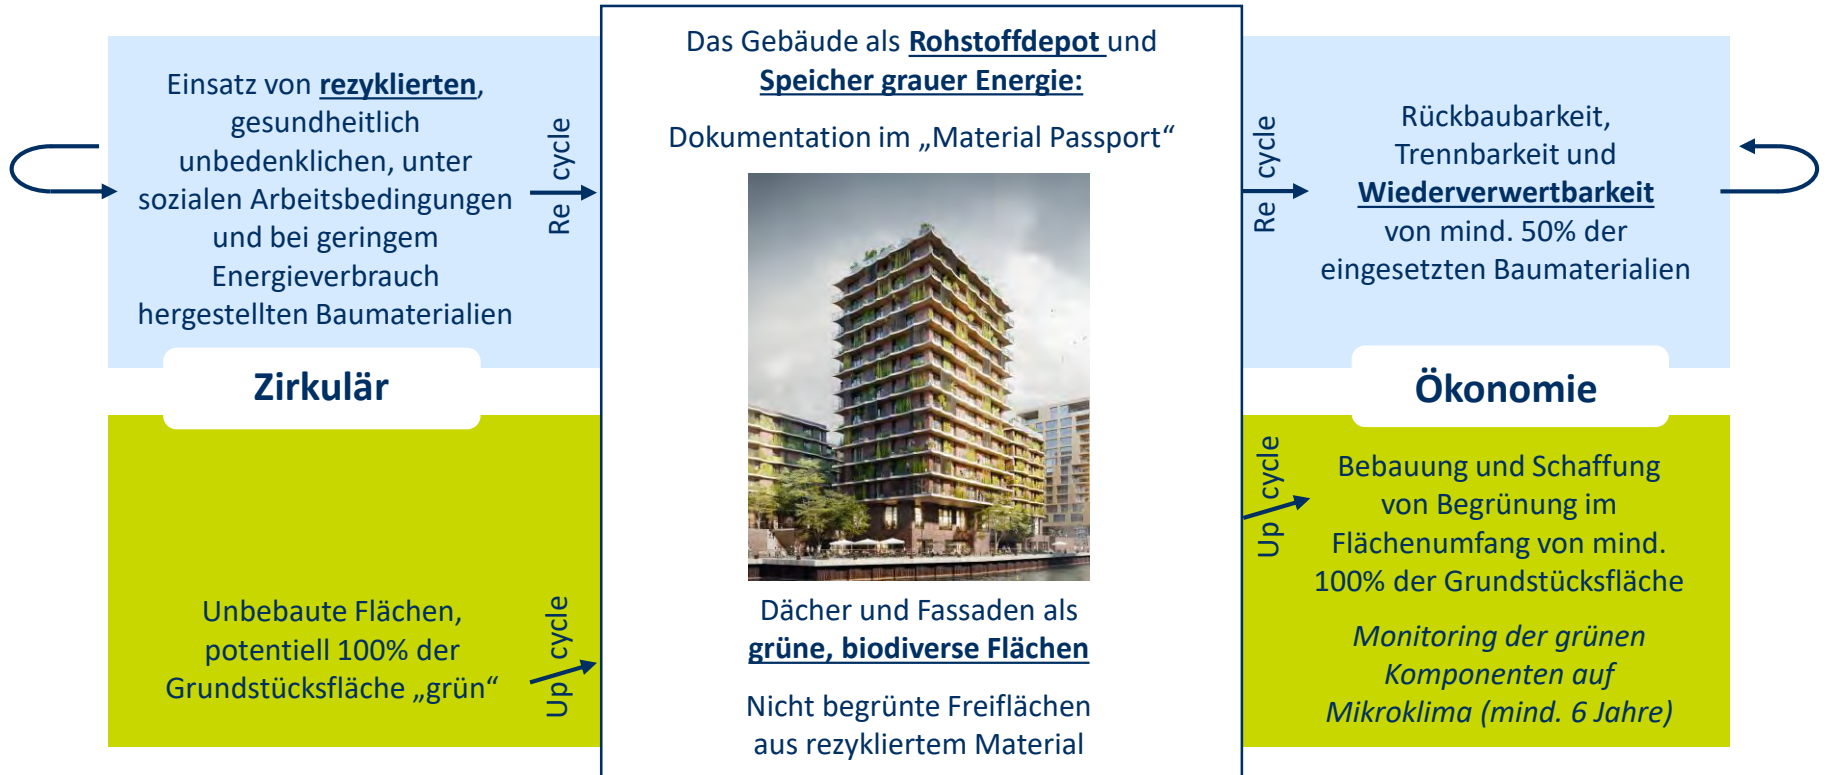 Einsatz von rezyklierten,
gesundheitlich
unbedenklichen, unter
sozialen Arbeitsbedingungen
und bei geringem
Energieverbrauch
hergestellten Baumaterialien
Re cycle
Zirkulär
Unbebaute Flächen,
potentiell 100% der
Grundstücksfläche „grün“
Up cycle
Das Gebäude als Rohstoffdepot und
Speicher grauer Energie:
Dokumentation im „Material Passport“
Dächer und Fassaden als
grüne, biodiverse Flächen
Nicht begrünte Freiflächen
aus rezykliertem Material
Re cycle
Rückbaubarkeit,
Trennbarkeit und
Wiederverwertbarkeit
von mind. 50% der
eingesetzten Baumaterialien
Ökonomie
Up cycle
Bebauung und Schaffung
von Begrünung im
Flächenumfang von mind.
100% der Grundstücksfläche
Monitoring der grünen
Komponenten auf
Mikroklima (mind. 6 Jahre)